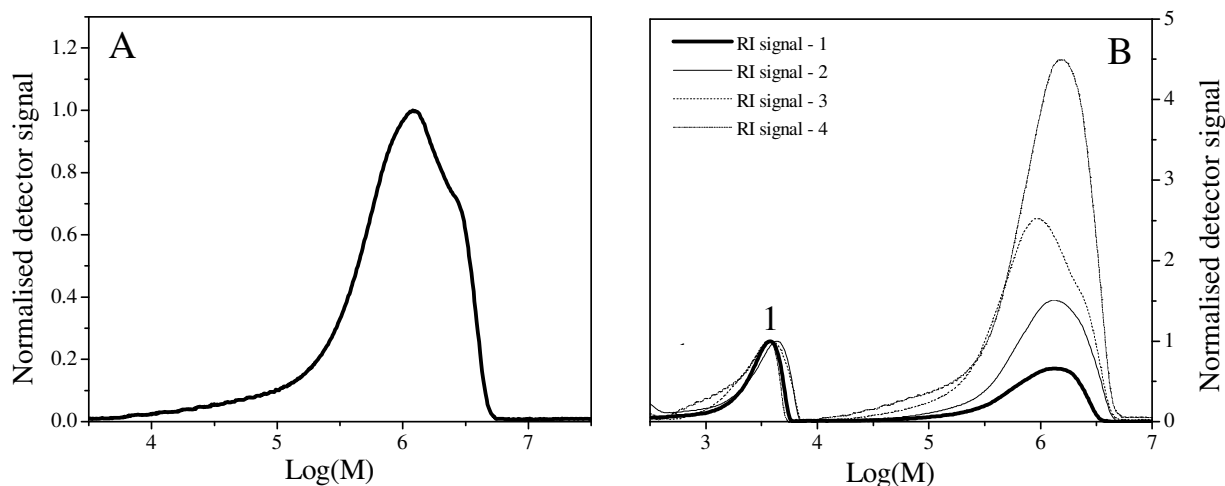 A
Normalised detector signal
1.2
1.0
0.8
0.6
0.4
0.2
0.0
4 5 6 7
Log(M)
B
RI signal - 1
RI signal - 2
RI signal - 3
RI signal - 4
1
5
4
3
2
1
0
3 4 5 6 7
Log(M)
Normalised detector signal